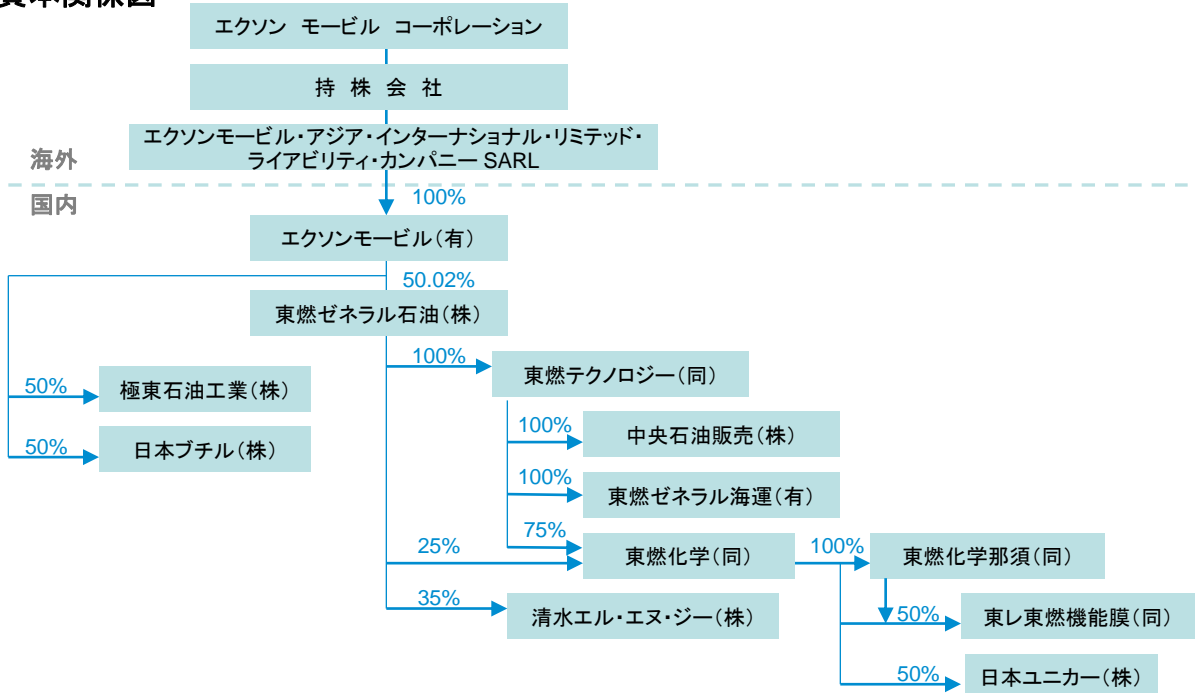 エクソン モービル コーポレーション
持 株 会 社
エクソンモービル・アジア・インターナショナル・リミテッド・
ライアビリティ・カンパニー SARL
海外
国内
100%
エクソンモービル(有)
50.02%
東燃ゼネラル石油(株)
100%
東燃テクノロジー(同)
50%
極東石油工業(株)
100%
中央石油販売(株)
50%
日本ブチル(株)
100%
東燃ゼネラル海運(有)
75%
25%
東燃化学(同)
100%
東燃化学那須(同)
35%
清水エル・エヌ・ジー(株)
50%
東レ東燃機能膜(同)
50%
日本ユニカー(株)